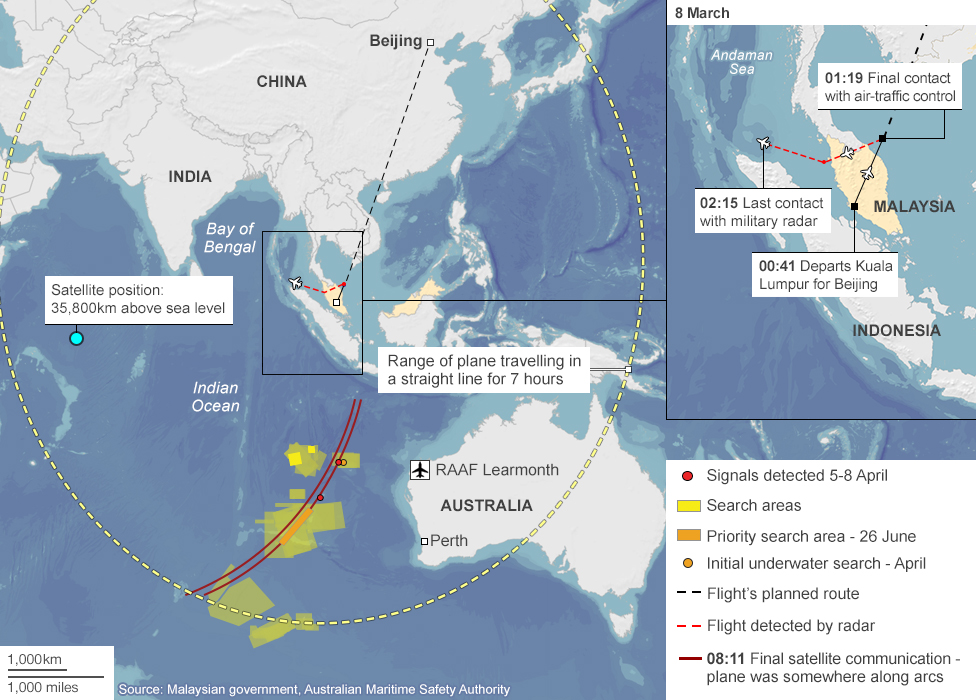 Beijing
CHINA
INDIA
Bay of
Bengal
Satellite position:
35,800km above sea level
Range of plane travelling in
a straight line for 7 hours
Indian
Ocean
RAAF Learmonth
AUSTRALIA
Perth
1,000km
1,000 miles
Source: Malaysian government, Australian Maritime Safety Authority
8 March
Andaman
Sea
01:19 Final contact
with air-traffic control
02:15 Last contact
with military radar
MALAYSIA
00:41 Departs Kuala
Lumpur for Beijing
INDONESIA
Signals detected 5-8 April
Search areas
Priority search area - 26 June
Initial underwater search - April
Flight's planned route
Flight detected by radar
08:11 Final satellite communication -
plane was somewhere along arcs